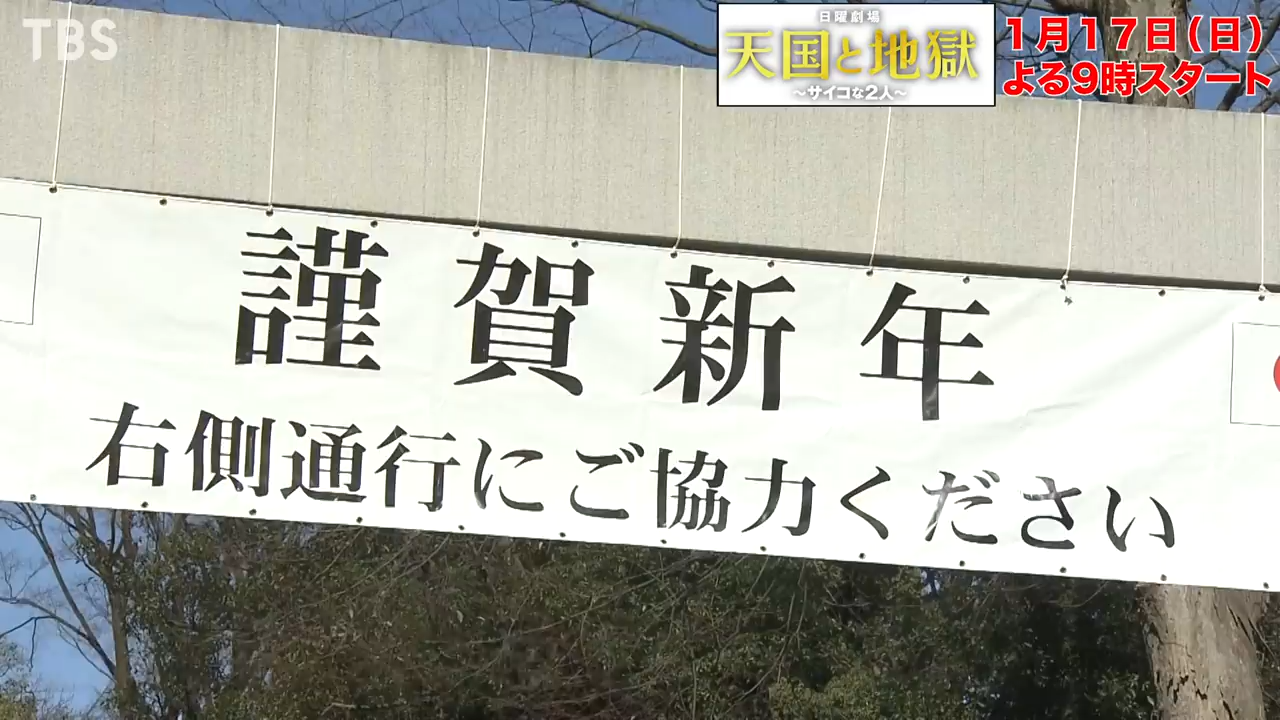 TBS
日曜劇場
天国と地獄
～サイコな2人～
1月17日(日)
よる9時スタート
謹賀新年
右側通行にご協力ください